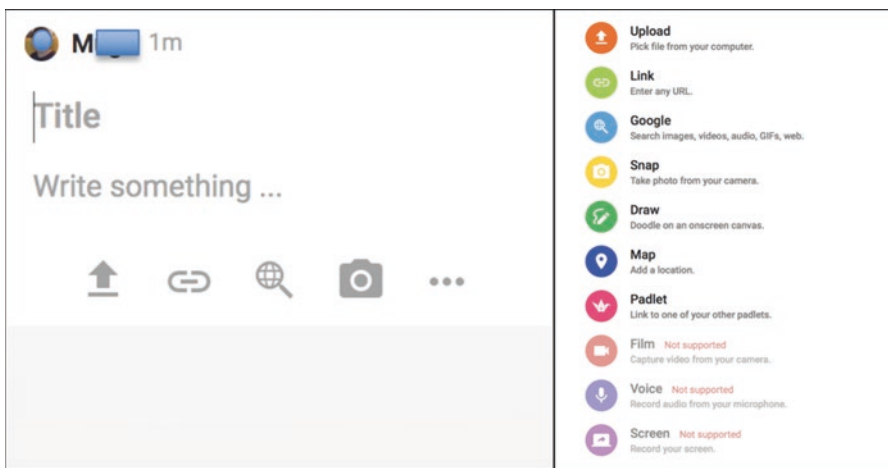 M 1m
Title
Write something ...
Upload
Pick file from your computer.
Link
Enter any URL.
Google
Search images, videos, audio, GIFs, web.
Snap
Take photo from your camera.
Draw
Doodle on an onscreen canvas.
Map
Add a location.
Padlet
Link to one of your other padlets.
Film Not supported
Capture video from your camera.
Voice Not supported
Record audio from your microphone.
Screen Not supported
Record your screen.